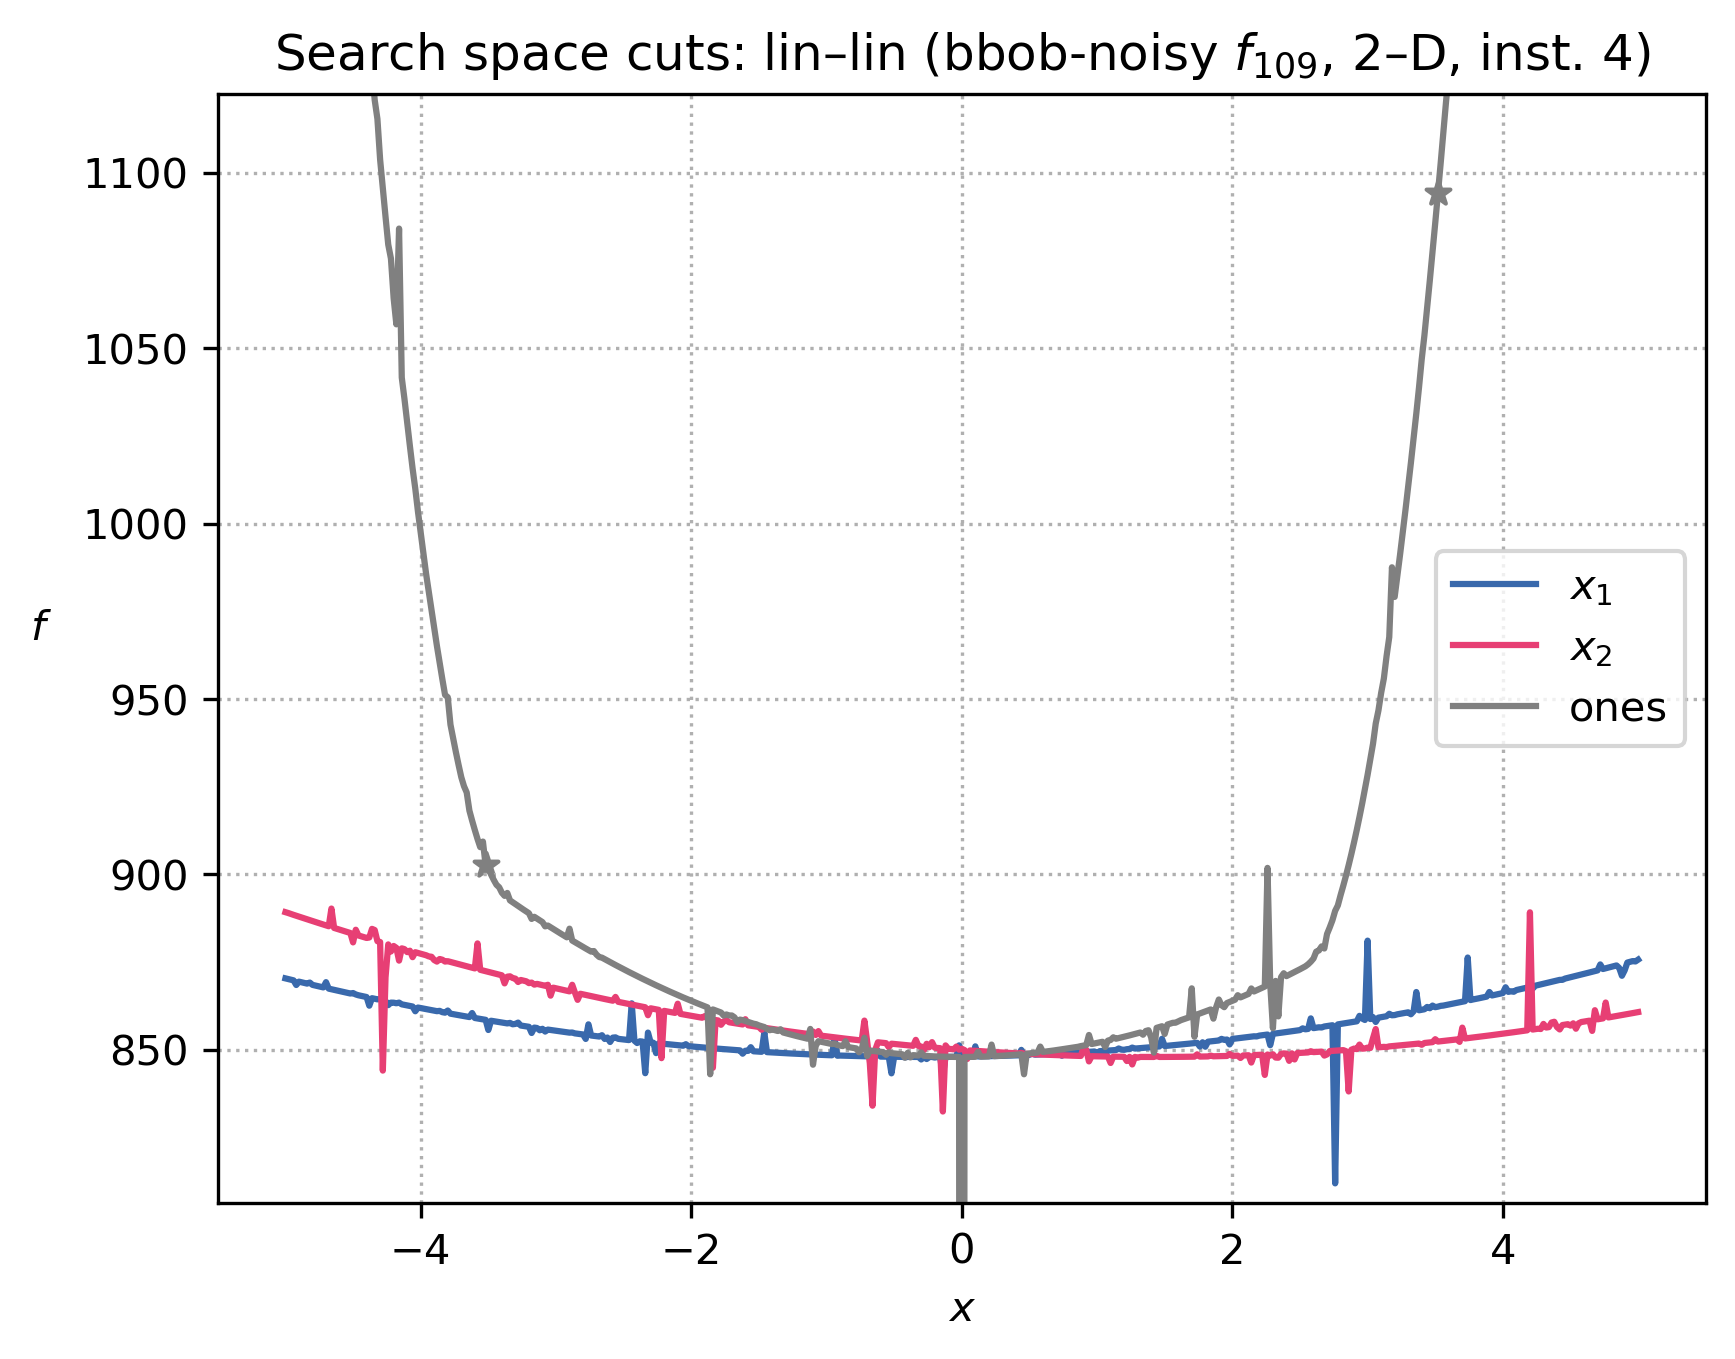 Search space cuts: lin–lin (bbob-noisy f₁₀₉, 2–D, inst. 4)
1100
1050
1000
950
900
850
f
x₁
x₂
ones
−4 −2 0 2 4
x